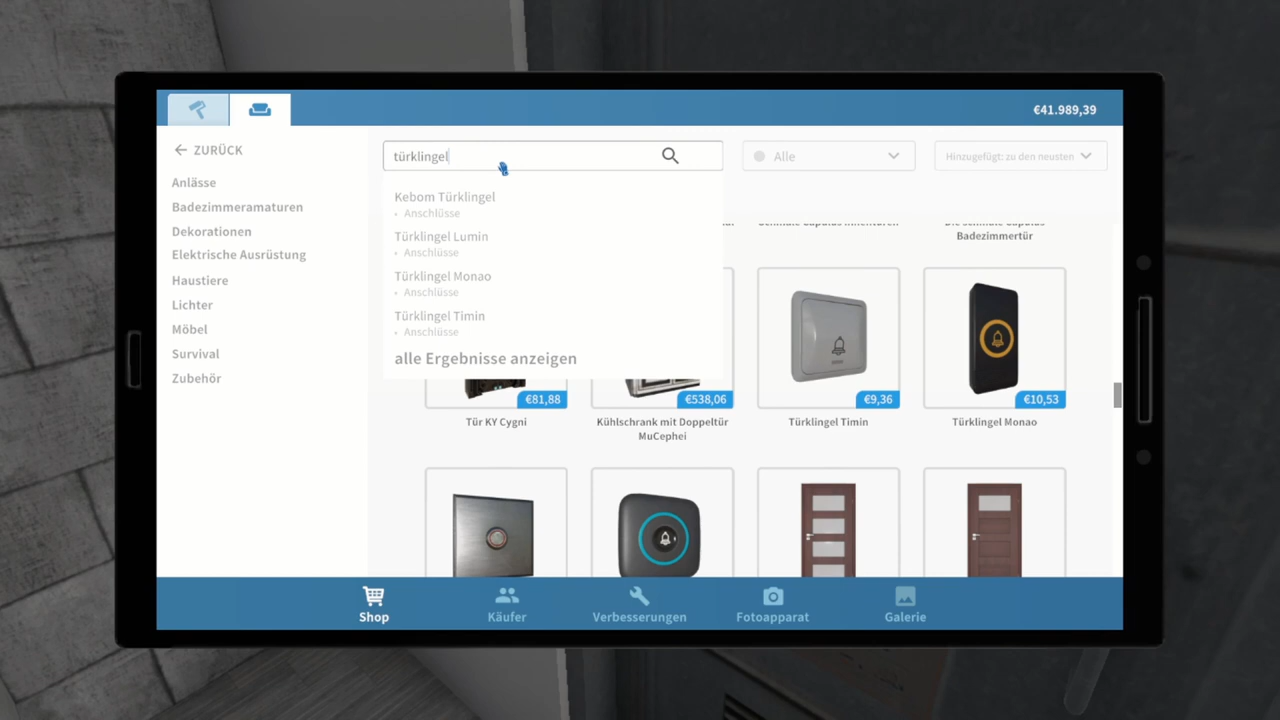 €41.989,39
ZURÜCK
türklingel
Alle
Hinzugefügt: zu den neusten
Anlässe
Badezimmeramaturen
Dekorationen
Elektrische Ausrüstung
Haustiere
Lichter
Möbel
Survival
Zubehör
Kebom Türklingel
• Anschlüsse
Türklingel Lumin
• Anschlüsse
Türklingel Monao
• Anschlüsse
Türklingel Timin
• Anschlüsse
alle Ergebnisse anzeigen
Badezimmertür
€81,88
€538,06
€9,36
€10,53
Tür KY Cygni
Kühlschrank mit Doppeltür
MuCephei
Türklingel Timin
Türklingel Monao
Shop
Käufer
Verbesserungen
Fotoapparat
Galerie